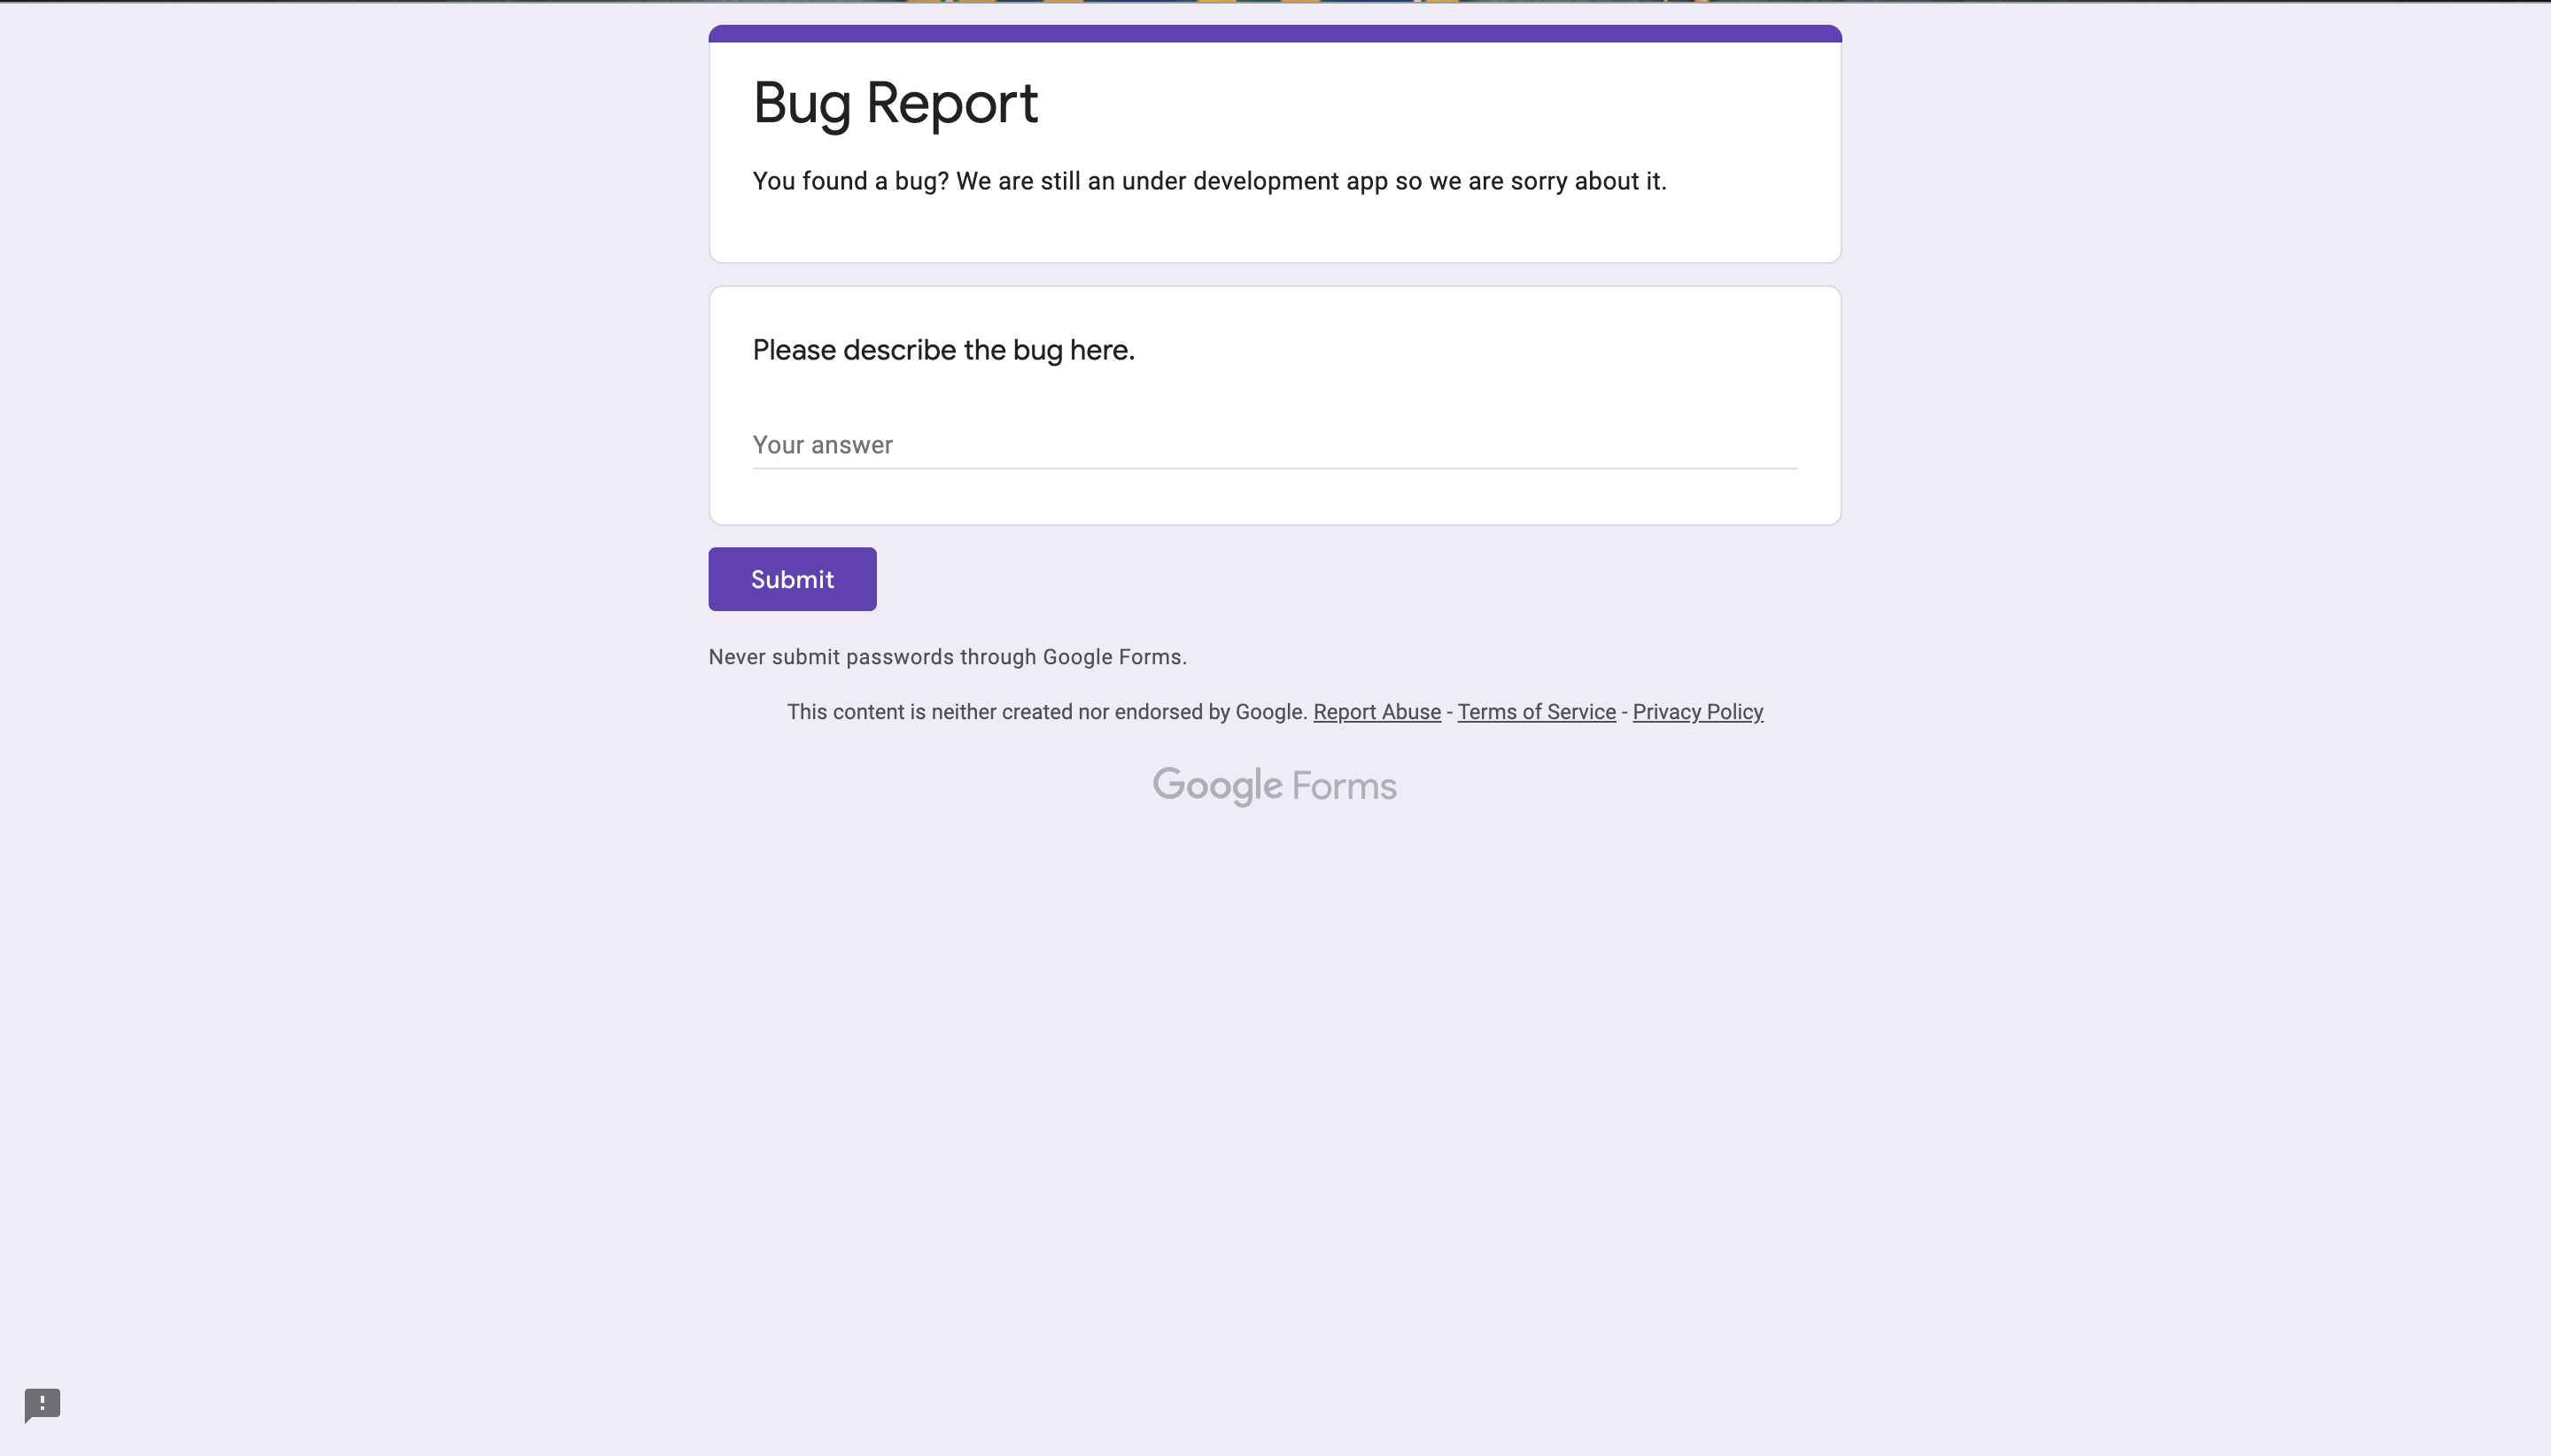 Bug Report
You found a bug? We are still an under development app so we are sorry about it.
Please describe the bug here.
Your answer
Submit
Never submit passwords through Google Forms.
This content is neither created nor endorsed by Google. Report Abuse - Terms of Service - Privacy Policy
Google Forms